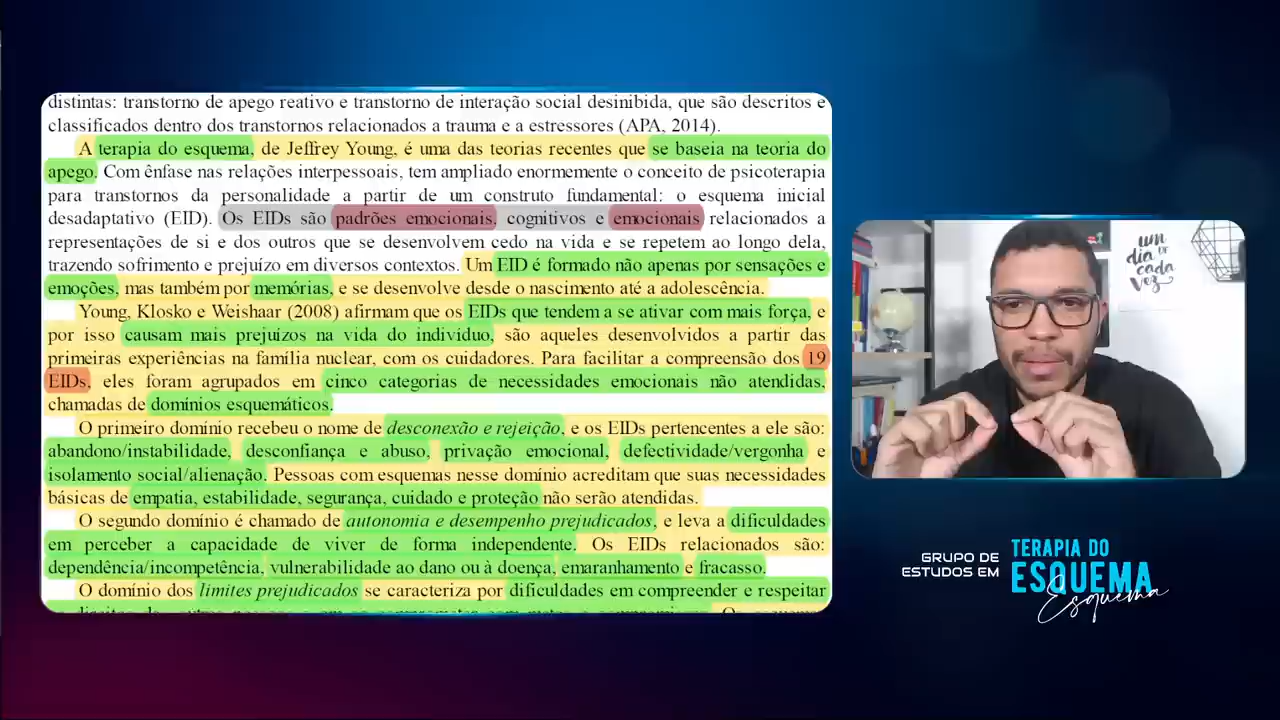 distintas: transtorno de apego reativo e transtorno de interação social desinibida, que são descritos e
classificados dentro dos transtornos relacionados a trauma e a estressores (APA, 2014).
A terapia do esquema, de Jeffrey Young, é uma das teorias recentes que se baseia na teoria do
apego. Com ênfase nas relações interpessoais, tem ampliado enormemente o conceito de psicoterapia
para transtornos da personalidade a partir de um construto fundamental: o esquema inicial
desadaptativo (EID). Os EIDs são padrões emocionais, cognitivos e emocionais relacionados a
representações de si e dos outros que se desenvolvem cedo na vida e se repetem ao longo dela,
trazendo sofrimento e prejuízo em diversos contextos. Um EID é formado não apenas por sensações e
emoções, mas também por memórias, e se desenvolve desde o nascimento até a adolescência.
Young, Klosko e Weishaar (2008) afirmam que os EIDs que tendem a se ativar com mais força, e
por isso causam mais prejuízos na vida do indivíduo, são aqueles desenvolvidos a partir das
primeiras experiências na família nuclear, com os cuidadores. Para facilitar a compreensão dos 19
EIDs, eles foram agrupados em cinco categorias de necessidades emocionais não atendidas,
chamadas de domínios esquemáticos.
O primeiro domínio recebeu o nome de desconexão e rejeição, e os EIDs pertencentes a ele são:
abandono/instabilidade, desconfiança e abuso, privação emocional, defectividade/vergonha e
isolamento social/alienação. Pessoas com esquemas nesse domínio acreditam que suas necessidades
básicas de empatia, estabilidade, segurança, cuidado e proteção não serão atendidas.
O segundo domínio é chamado de autonomia e desempenho prejudicados, e leva a dificuldades
em perceber a capacidade de viver de forma independente. Os EIDs relacionados são:
dependência/incompetência, vulnerabilidade ao dano ou à doença, emaranhamento e fracasso.
O domínio dos limites prejudicados se caracteriza por dificuldades em compreender e respeitar
um
dia de
cada
vez
GRUPO DE
ESTUDOS EM
TERAPIA DO
ESQUEMA
Esquema